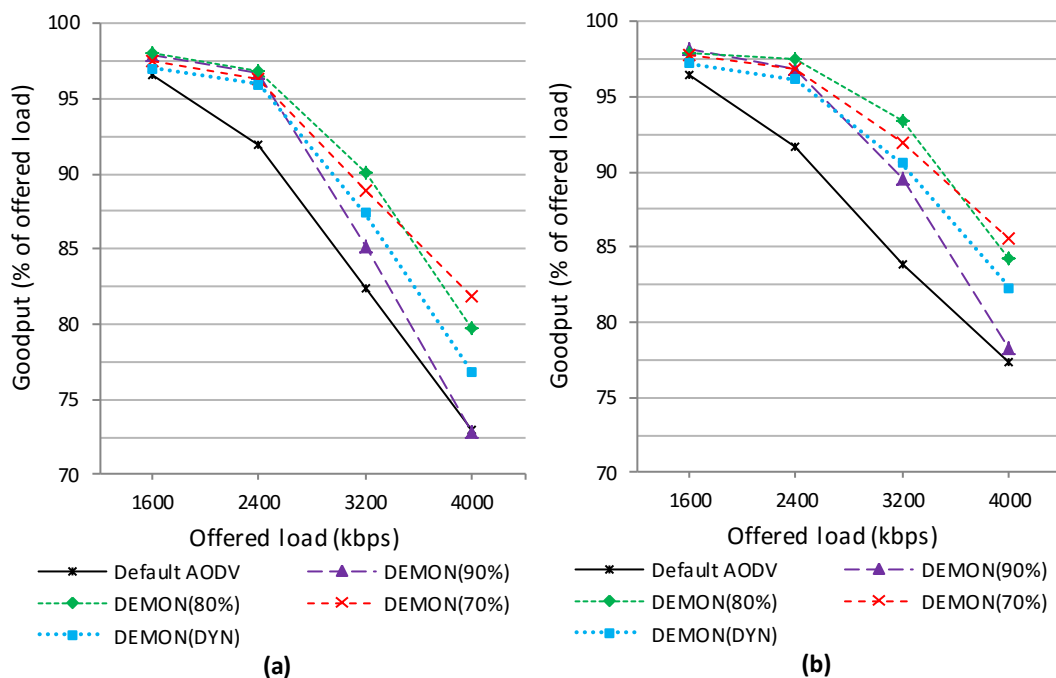 100
95
90
85
80
75
70
Goodput (% of offered load)
1600 2400 3200 4000
Offered load (kbps)
Default AODV
DEMON(90%)
DEMON(80%)
DEMON(70%)
DEMON(DYN)
(a)
100
95
90
85
80
75
70
Goodput (% of offered load)
1600 2400 3200 4000
Offered load (kbps)
Default AODV
DEMON(90%)
DEMON(80%)
DEMON(70%)
DEMON(DYN)
(b)